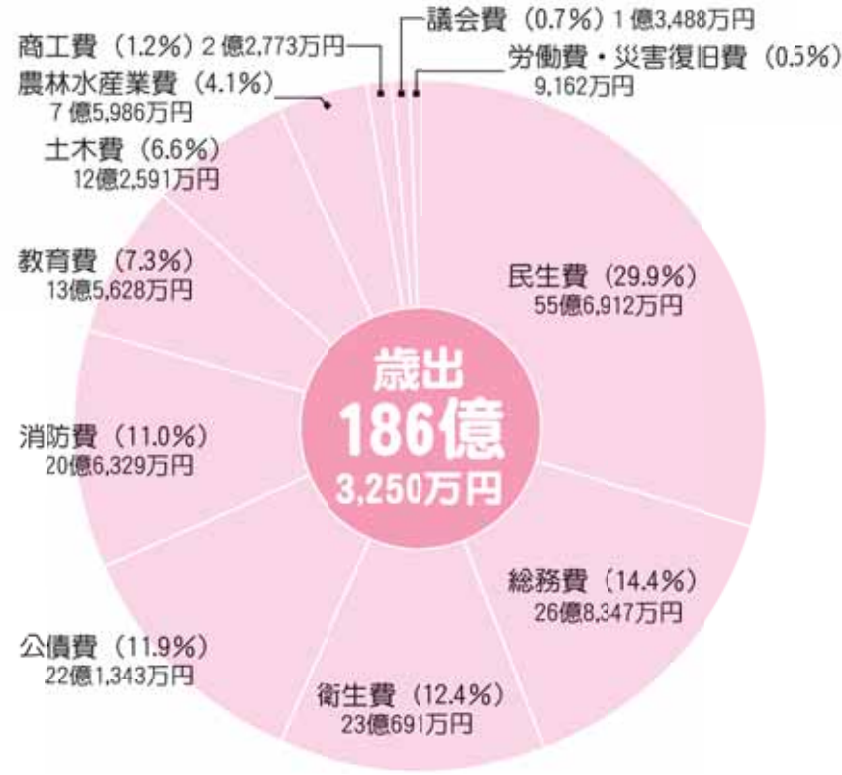 議会費（0.7%）1億3,488万円
商工費（1.2%）2億2,773万円
労働費・災害復旧費（0.5%）
9,162万円
農林水産業費（4.1%）
7億5,986万円
土木費（6.6%）
12億2,591万円
教育費（7.3%）
13億5,628万円
民生費（29.9%）
55億6,912万円
歳出
186億
3,250万円
消防費（11.0%）
20億6,329万円
総務費（14.4%）
26億8,347万円
公債費（11.9%）
22億1,343万円
衛生費（12.4%）
23億691万円